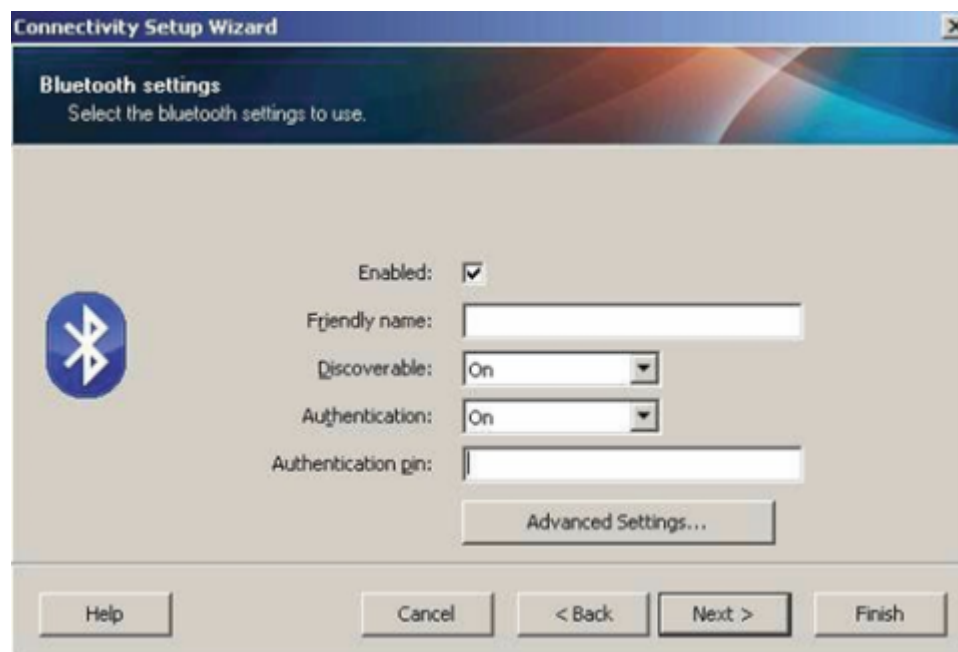 Connectivity Setup Wizard
Bluetooth settings
Select the bluetooth settings to use.
Enabled:
Friendly name:
Discoverable: On
Authentication: On
Authentication pin:
Advanced Settings...
Help Cancel < Back Next > Finish